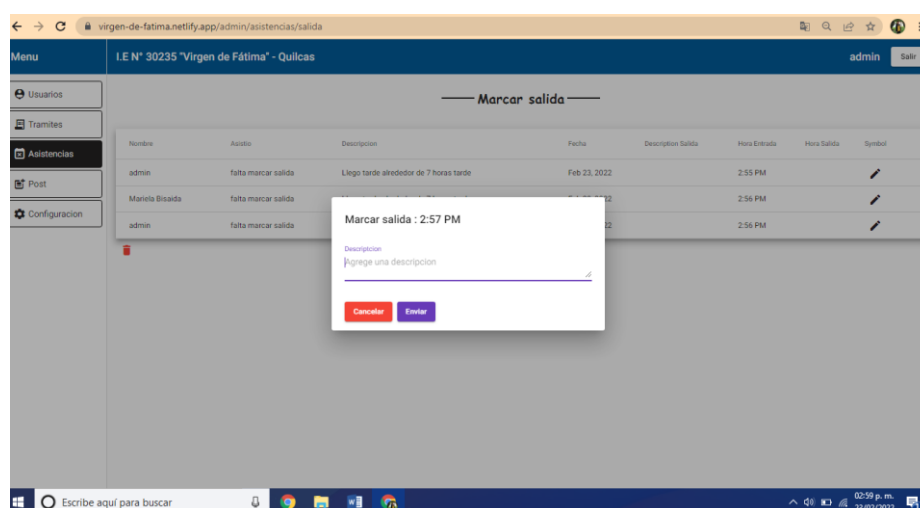 virgen-de-fatima.netlify.app/admin/asistencias/salida
Menu
I.E N° 30235 "Virgen de Fátima" - Quilcas
admin
Salir
Usuarios
Tramites
Asistencias
Post
Configuracion
Marcar salida
Nombre Asistio Descripcion Fecha Description Salida Hora Entrada Hora Salida Symbol
admin falta marcar salida Llego tarde alrededor de 7 horas tarde Feb 23, 2022 2:55 PM
Mariela Bisaida falta marcar salida 2:56 PM
admin falta marcar salida 2:56 PM
Marcar salida : 2:57 PM
Descriptcion
Agrege una descripcion
Cancelar Enviar
Escribe aquí para buscar
02:59 p. m.
23/02/2022